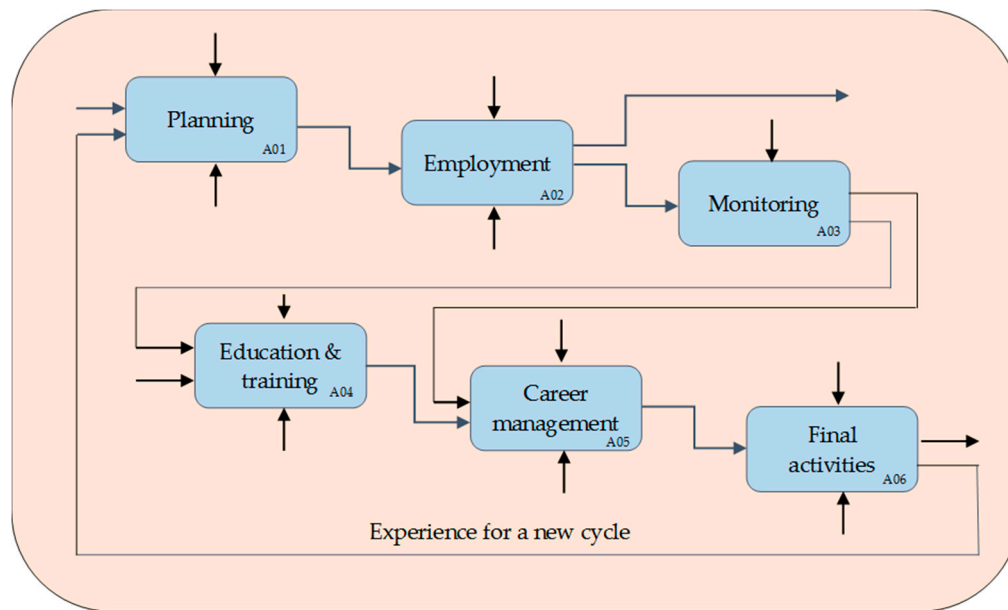 Planning
A01
Employment
A02
Monitoring
A03
Education &
training
A04
Career
management
A05
Final
activities
A06
Experience for a new cycle